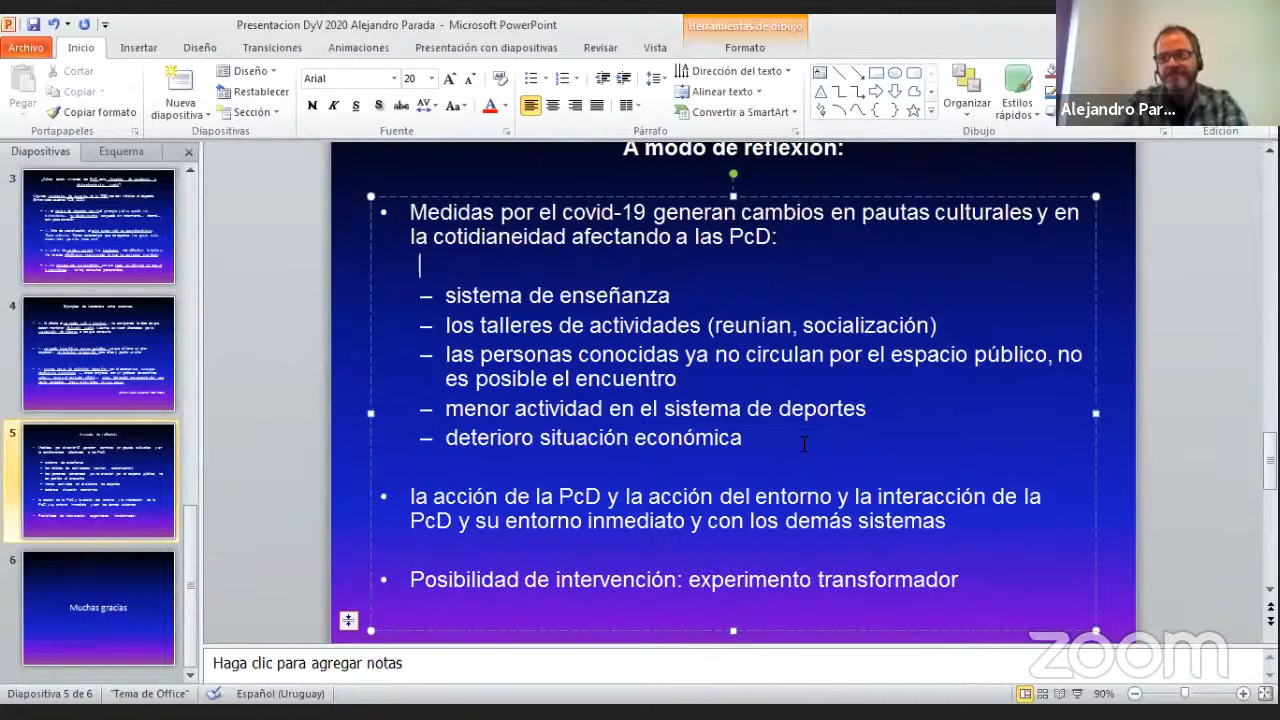 Presentacion DyV 2020 Alejandro Parada - Microsoft PowerPoint
Herramientas de dibujo
Archivo Inicio Insertar Diseño Transiciones Animaciones Presentación con diapositivas Revisar Vista Formato
Cortar
Copiar
Copiar formato
Pegar
Portapapeles
Nueva diapositiva
Diseño
Restablecer
Sección
Diapositivas
Arial 20
N K S S abc AV Aa A
Fuente
Dirección del texto
Alinear texto
Convertir a SmartArt
Párrafo
Organizar
Estilos rápidos
Dibujo
Edición
Alejandro Par...
Diapositivas Esquema
3
4
5
6
Muchas gracias
A modo de reflexión:
• Medidas por el covid-19 generan cambios en pautas culturales y en
la cotidianeidad afectando a las PcD:
– sistema de enseñanza
– los talleres de actividades (reunían, socialización)
– las personas conocidas ya no circulan por el espacio público, no
es posible el encuentro
– menor actividad en el sistema de deportes
– deterioro situación económica
• la acción de la PcD y la acción del entorno y la interacción de la
PcD y su entorno inmediato y con los demás sistemas
• Posibilidad de intervención: experimento transformador
zoom
Haga clic para agregar notas
Diapositiva 5 de 6 "Tema de Office" Español (Uruguay) 90%